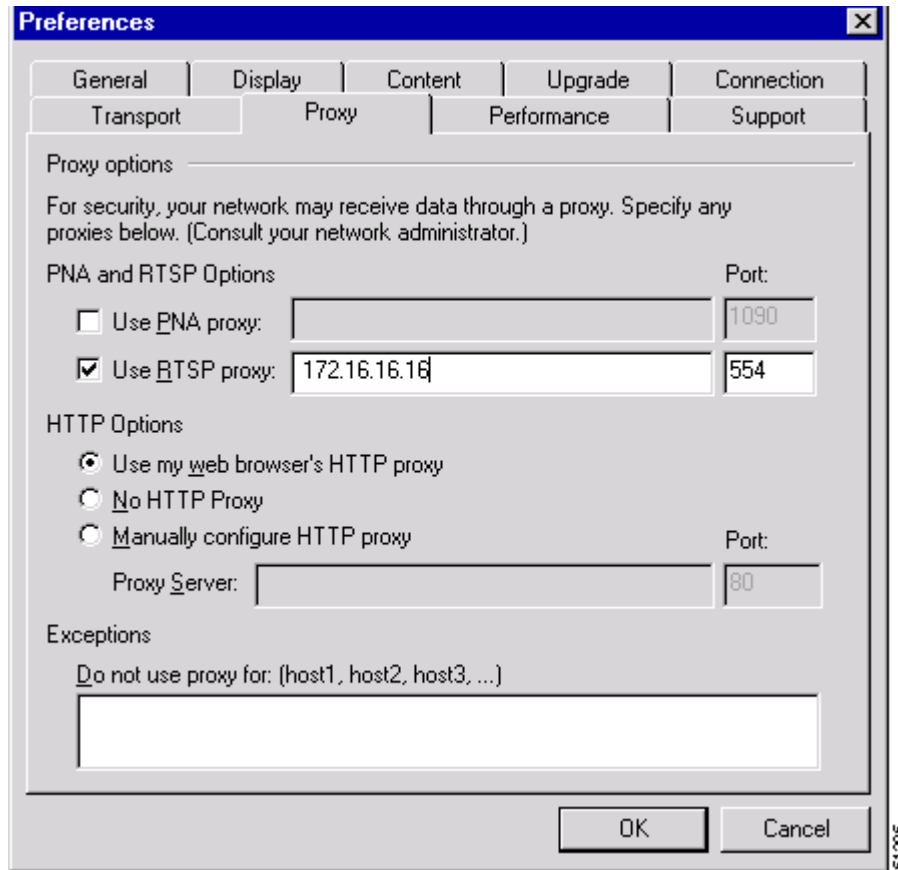 Preferences
General Display Content Upgrade Connection
Transport Proxy Performance Support
Proxy options
For security, your network may receive data through a proxy. Specify any
proxies below. (Consult your network administrator.)
PNA and RTSP Options Port:
Use PNA proxy: 1090
Use RTSP proxy: 172.16.16.16 554
HTTP Options
Use my web browser's HTTP proxy
No HTTP Proxy
Manually configure HTTP proxy Port:
Proxy Server: 80
Exceptions
Do not use proxy for: (host1, host2, host3, ...)
OK Cancel